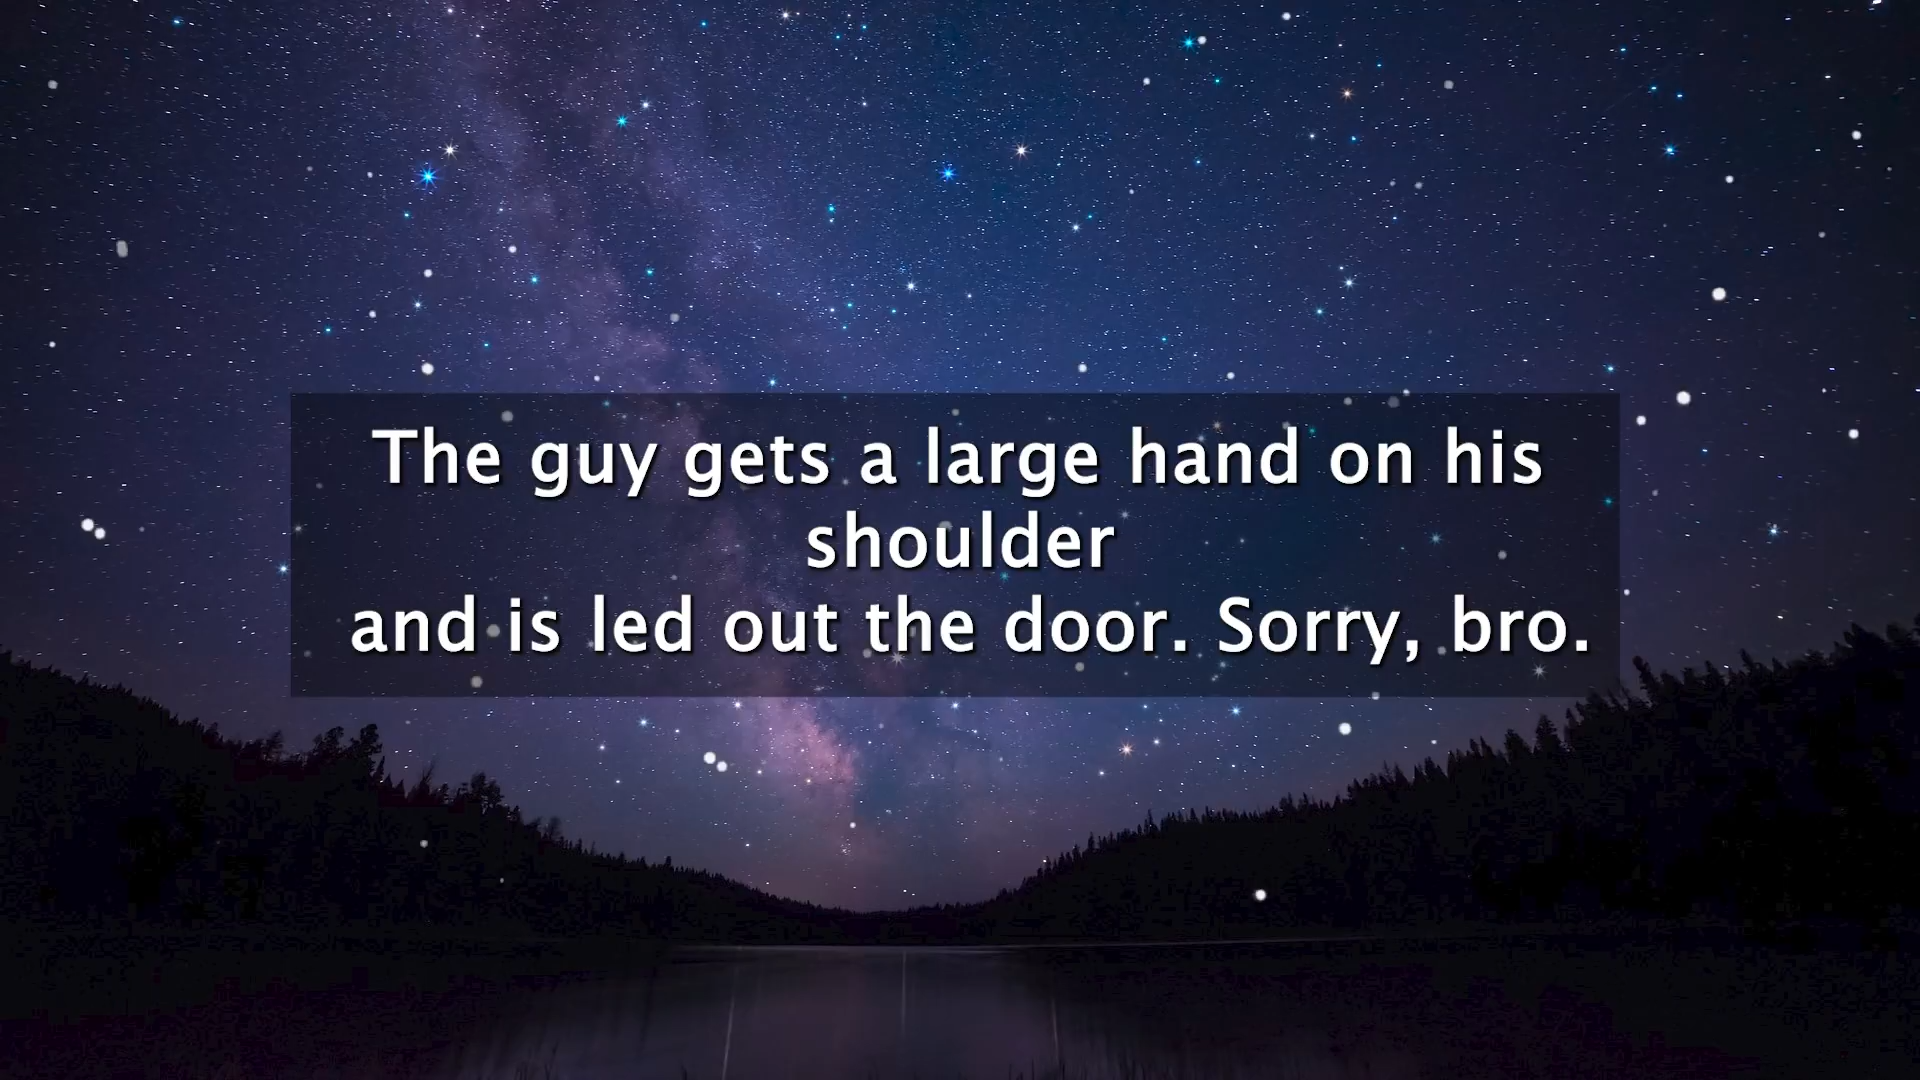 The guy gets a large hand on his
shoulder
and is led out the door. Sorry, bro.